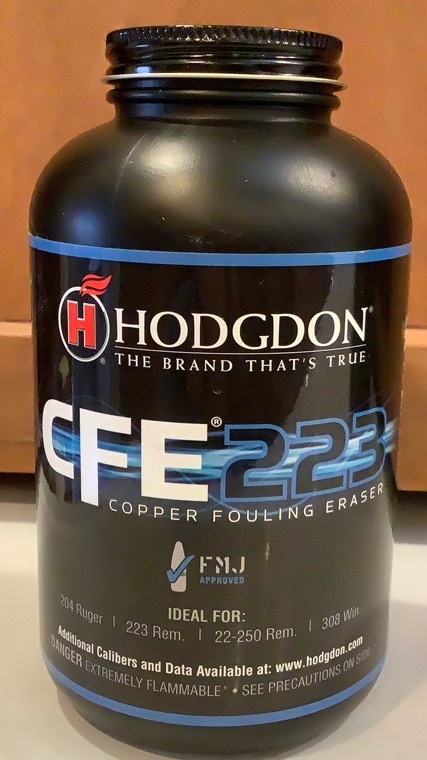 H HODGDON®
THE BRAND THAT'S TRUE
CFE®223
COPPER FOULING ERASER
FMJ
APPROVED
IDEAL FOR:
204 Ruger | 223 Rem. | 22-250 Rem. | 308 Win.
Additional Calibers and Data Available at: www.hodgdon.com
DANGER EXTREMELY FLAMMABLE* • SEE PRECAUTIONS ON SIDE